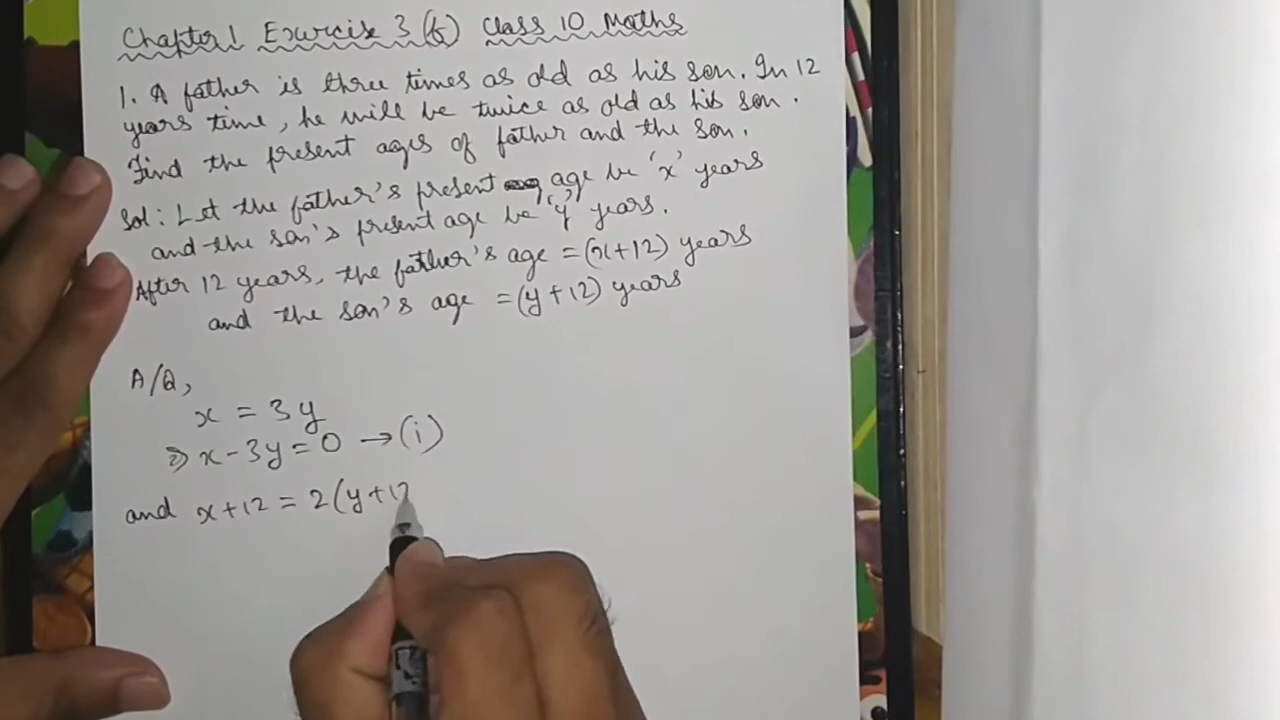 Chapter 1 Exercise 3 (b) Class 10 Maths
1. A father is three times as old as his son. In 12
years time, he will be twice as old as his son.
Find the present ages of father and the son.
Sol: Let the father's present age be 'x' years
and the son's present age be 'y' years.
After 12 years, the father's age = (x+12) years
and the son's age = (y+12) years
A/Q,
x = 3y
⇒ x-3y=0 → (i)
and x+12 = 2(y+12